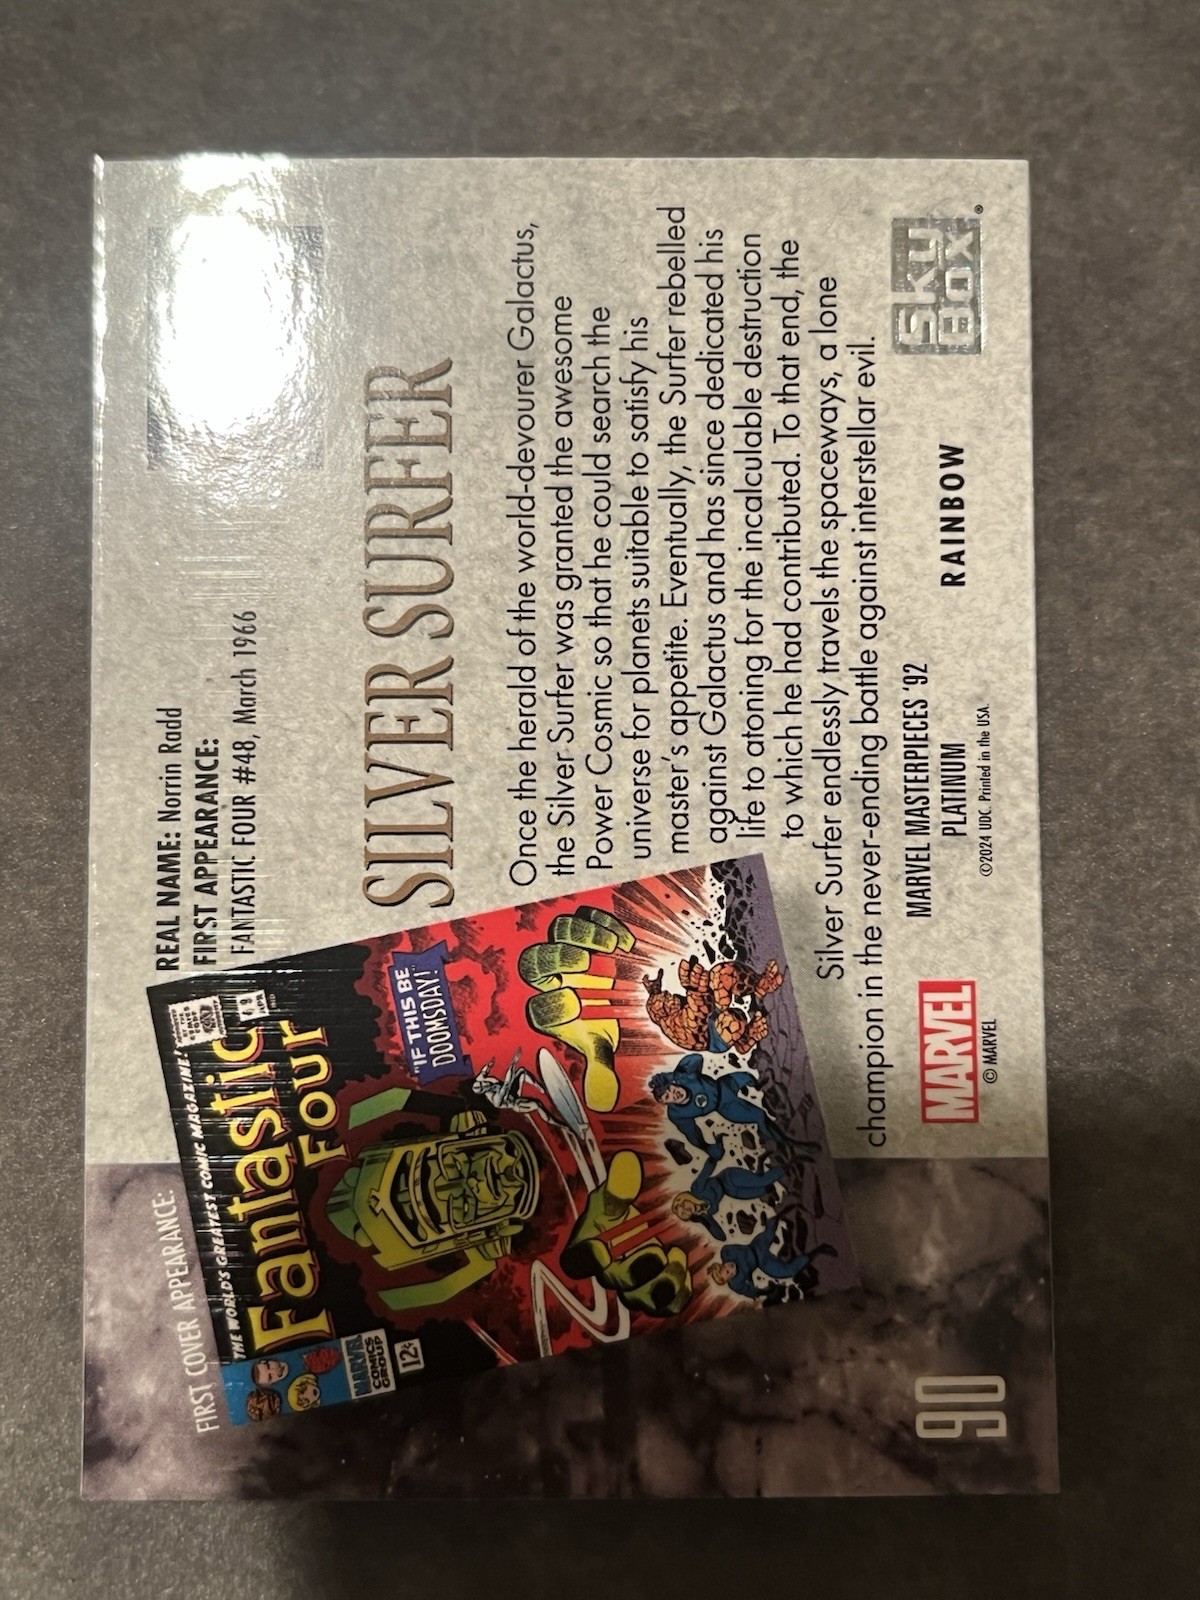 REAL NAME: Norrin Radd
FIRST APPEARANCE:
FANTASTIC FOUR #48, March 1966
SILVER SURFER
Once the herald of the world-devourer Galactus,
the Silver Surfer was granted the awesome
Power Cosmic so that he could search the
universe for planets suitable to satisfy his
master's appetite. Eventually, the Surfer rebelled
against Galactus and has since dedicated his
life to atoning for the incalculable destruction
to which he had contributed. To that end, the
Silver Surfer endlessly travels the spaceways, a lone
champion in the never-ending battle against interstellar evil.
FIRST COVER APPEARANCE:
THE WORLD'S GREATEST COMIC MAGAZINE!
Fantastic
Four
MARVEL
COMICS
GROUP
12¢
49
APR
"IF THIS BE
DOOMSDAY!"
90
MARVEL
© MARVEL
MARVEL MASTERPIECES '92
PLATINUM
©2024 UDC. Printed in the USA.
RAINBOW
SKY
BOX®